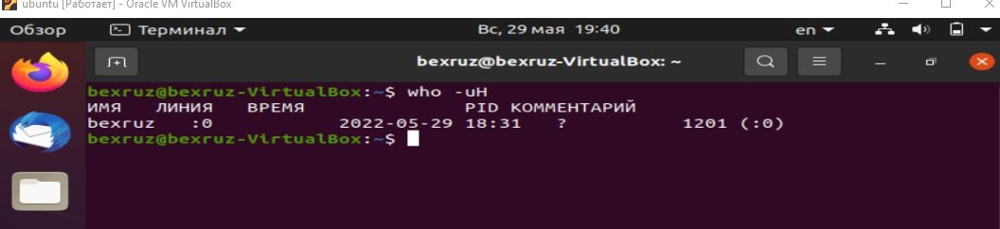 ubuntu [Работает] - Oracle VM VirtualBox
Обзор Терминал Вс, 29 мая 19:40 en
bexruz@bexruz-VirtualBox: ~
bexruz@bexruz-VirtualBox:~$ who -uH
ИМЯ ЛИНИЯ ВРЕМЯ PID КОММЕНТАРИЙ
bexruz :0 2022-05-29 18:31 ? 1201 (:0)
bexruz@bexruz-VirtualBox:~$